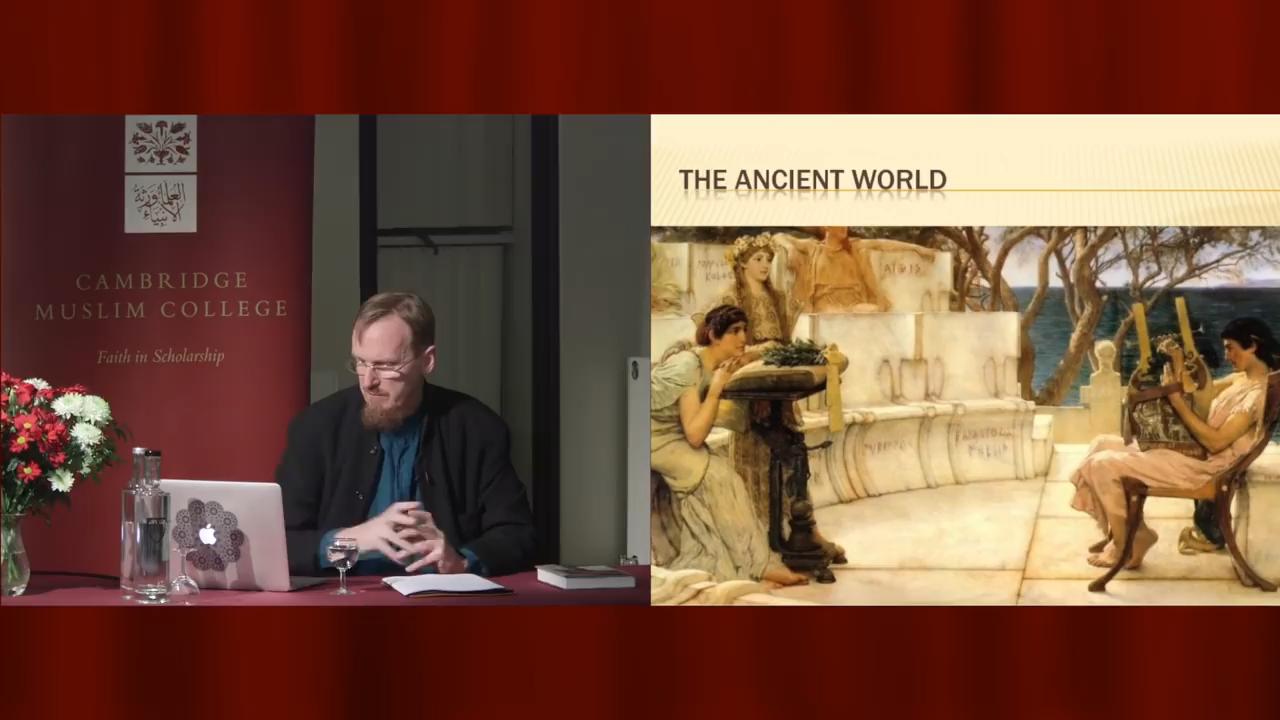 العلماء ورثة
الأنبياء
CAMBRIDGE
MUSLIM COLLEGE
Faith in Scholarship
THE ANCIENT WORLD